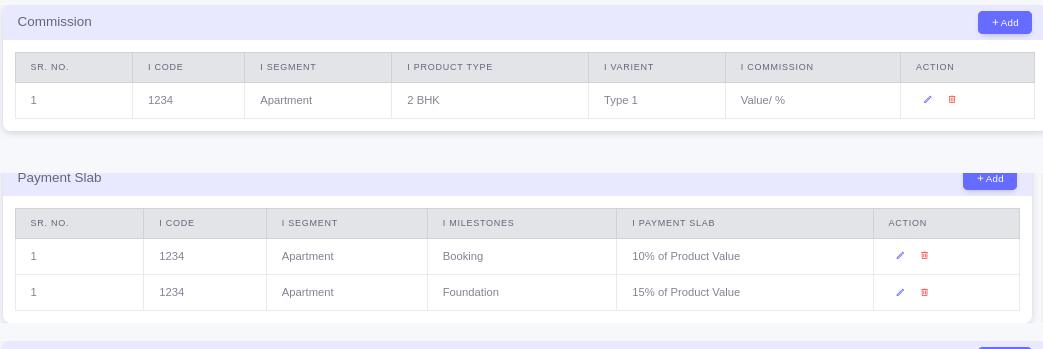 Commission + Add
SR. NO. I CODE I SEGMENT I PRODUCT TYPE I VARIENT I COMMISSION ACTION
1 1234 Apartment 2 BHK Type 1 Value/ %
Payment Slab + Add
SR. NO. I CODE I SEGMENT I MILESTONES I PAYMENT SLAB ACTION
1 1234 Apartment Booking 10% of Product Value
1 1234 Apartment Foundation 15% of Product Value